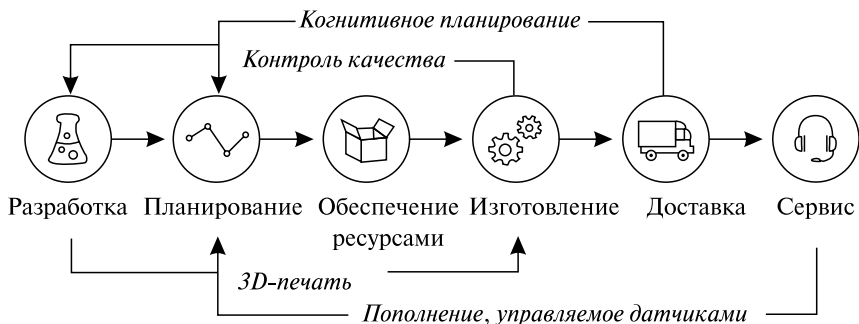 Когнитивное планирование
Контроль качества
Разработка
Планирование
Обеспечение
ресурсами
Изготовление
Доставка
Сервис
3D-печать
Пополнение, управляемое датчиками